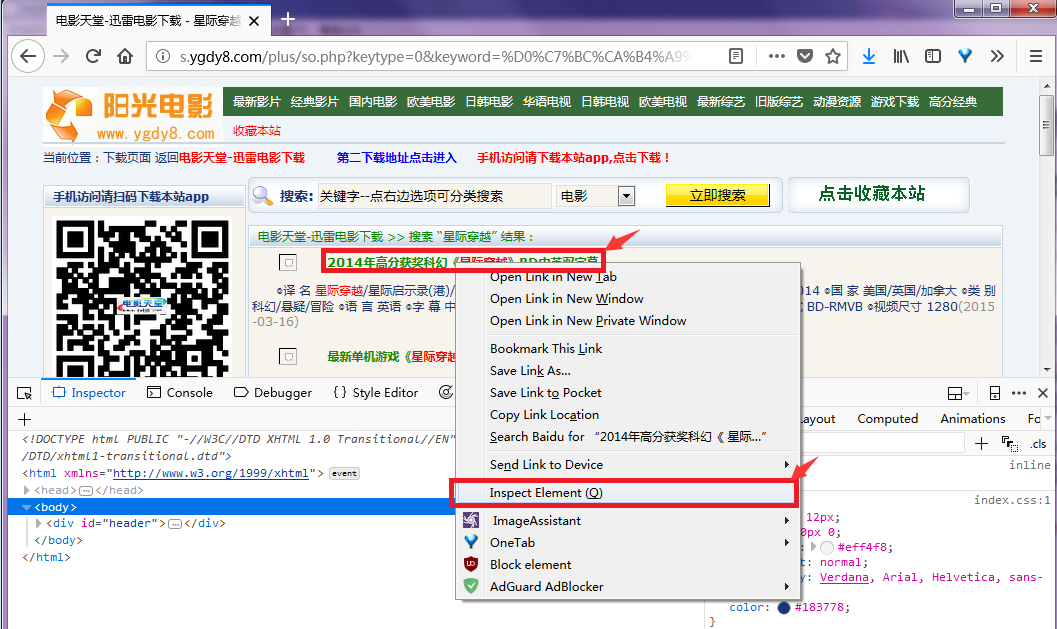 电影天堂-迅雷电影下载 - 星际穿越
s.ygdy8.com/plus/so.php?keytype=0&keyword=%D0%C7%BC%CA%B4%A9%
阳光电影
www.ygdy8.com
最新影片 经典影片 国内电影 欧美电影 日韩电影 华语电视 日韩电视 欧美电视 最新综艺 旧版综艺 动漫资源 游戏下载 高分经典
收藏本站
当前位置：下载页面 返回电影天堂-迅雷电影下载 第二下载地址点击进入 手机访问请下载本站app,点击下载！
手机访问请扫码下载本站app
搜索: 关键字--点右边选项可分类搜索 电影 立即搜索 点击收藏本站
电影天堂
电影天堂-迅雷电影下载 >> 搜索 “星际穿越” 结果：
2014年高分获奖科幻《星际穿越》BD中英双字幕
◎译 名 星际穿越/星际启示录(港)/
014 ◎国 家 美国/英国/加拿大 ◎类 别
科幻/悬疑/冒险 ◎语 言 英语 ◎字 幕 中
BD-RMVB ◎视频尺寸 1280(2015
-03-16)
最新单机游戏《星际穿越
Open Link in New Tab
Open Link in New Window
Open Link in New Private Window
Bookmark This Link
Save Link As...
Save Link to Pocket
Copy Link Location
Search Baidu for “2014年高分获奖科幻《 星际...”
Send Link to Device
Inspect Element (Q)
ImageAssistant
OneTab
Block element
AdGuard AdBlocker
Inspector Console Debugger {} Style Editor
ayout Computed Animations Fo
.cls
<!DOCTYPE html PUBLIC "-//W3C//DTD XHTML 1.0 Transitional//EN"
/DTD/xhtml1-transitional.dtd">
<html xmlns="http://www.w3.org/1999/xhtml"> event
<head></head>
<body>
<div id="header"></div>
</body>
</html>
inline
index.css:1
12px;
0px 0;
: #eff4f8;
t: normal;
y: Verdana, Arial, Helvetica, sans-
color: #183778;
}